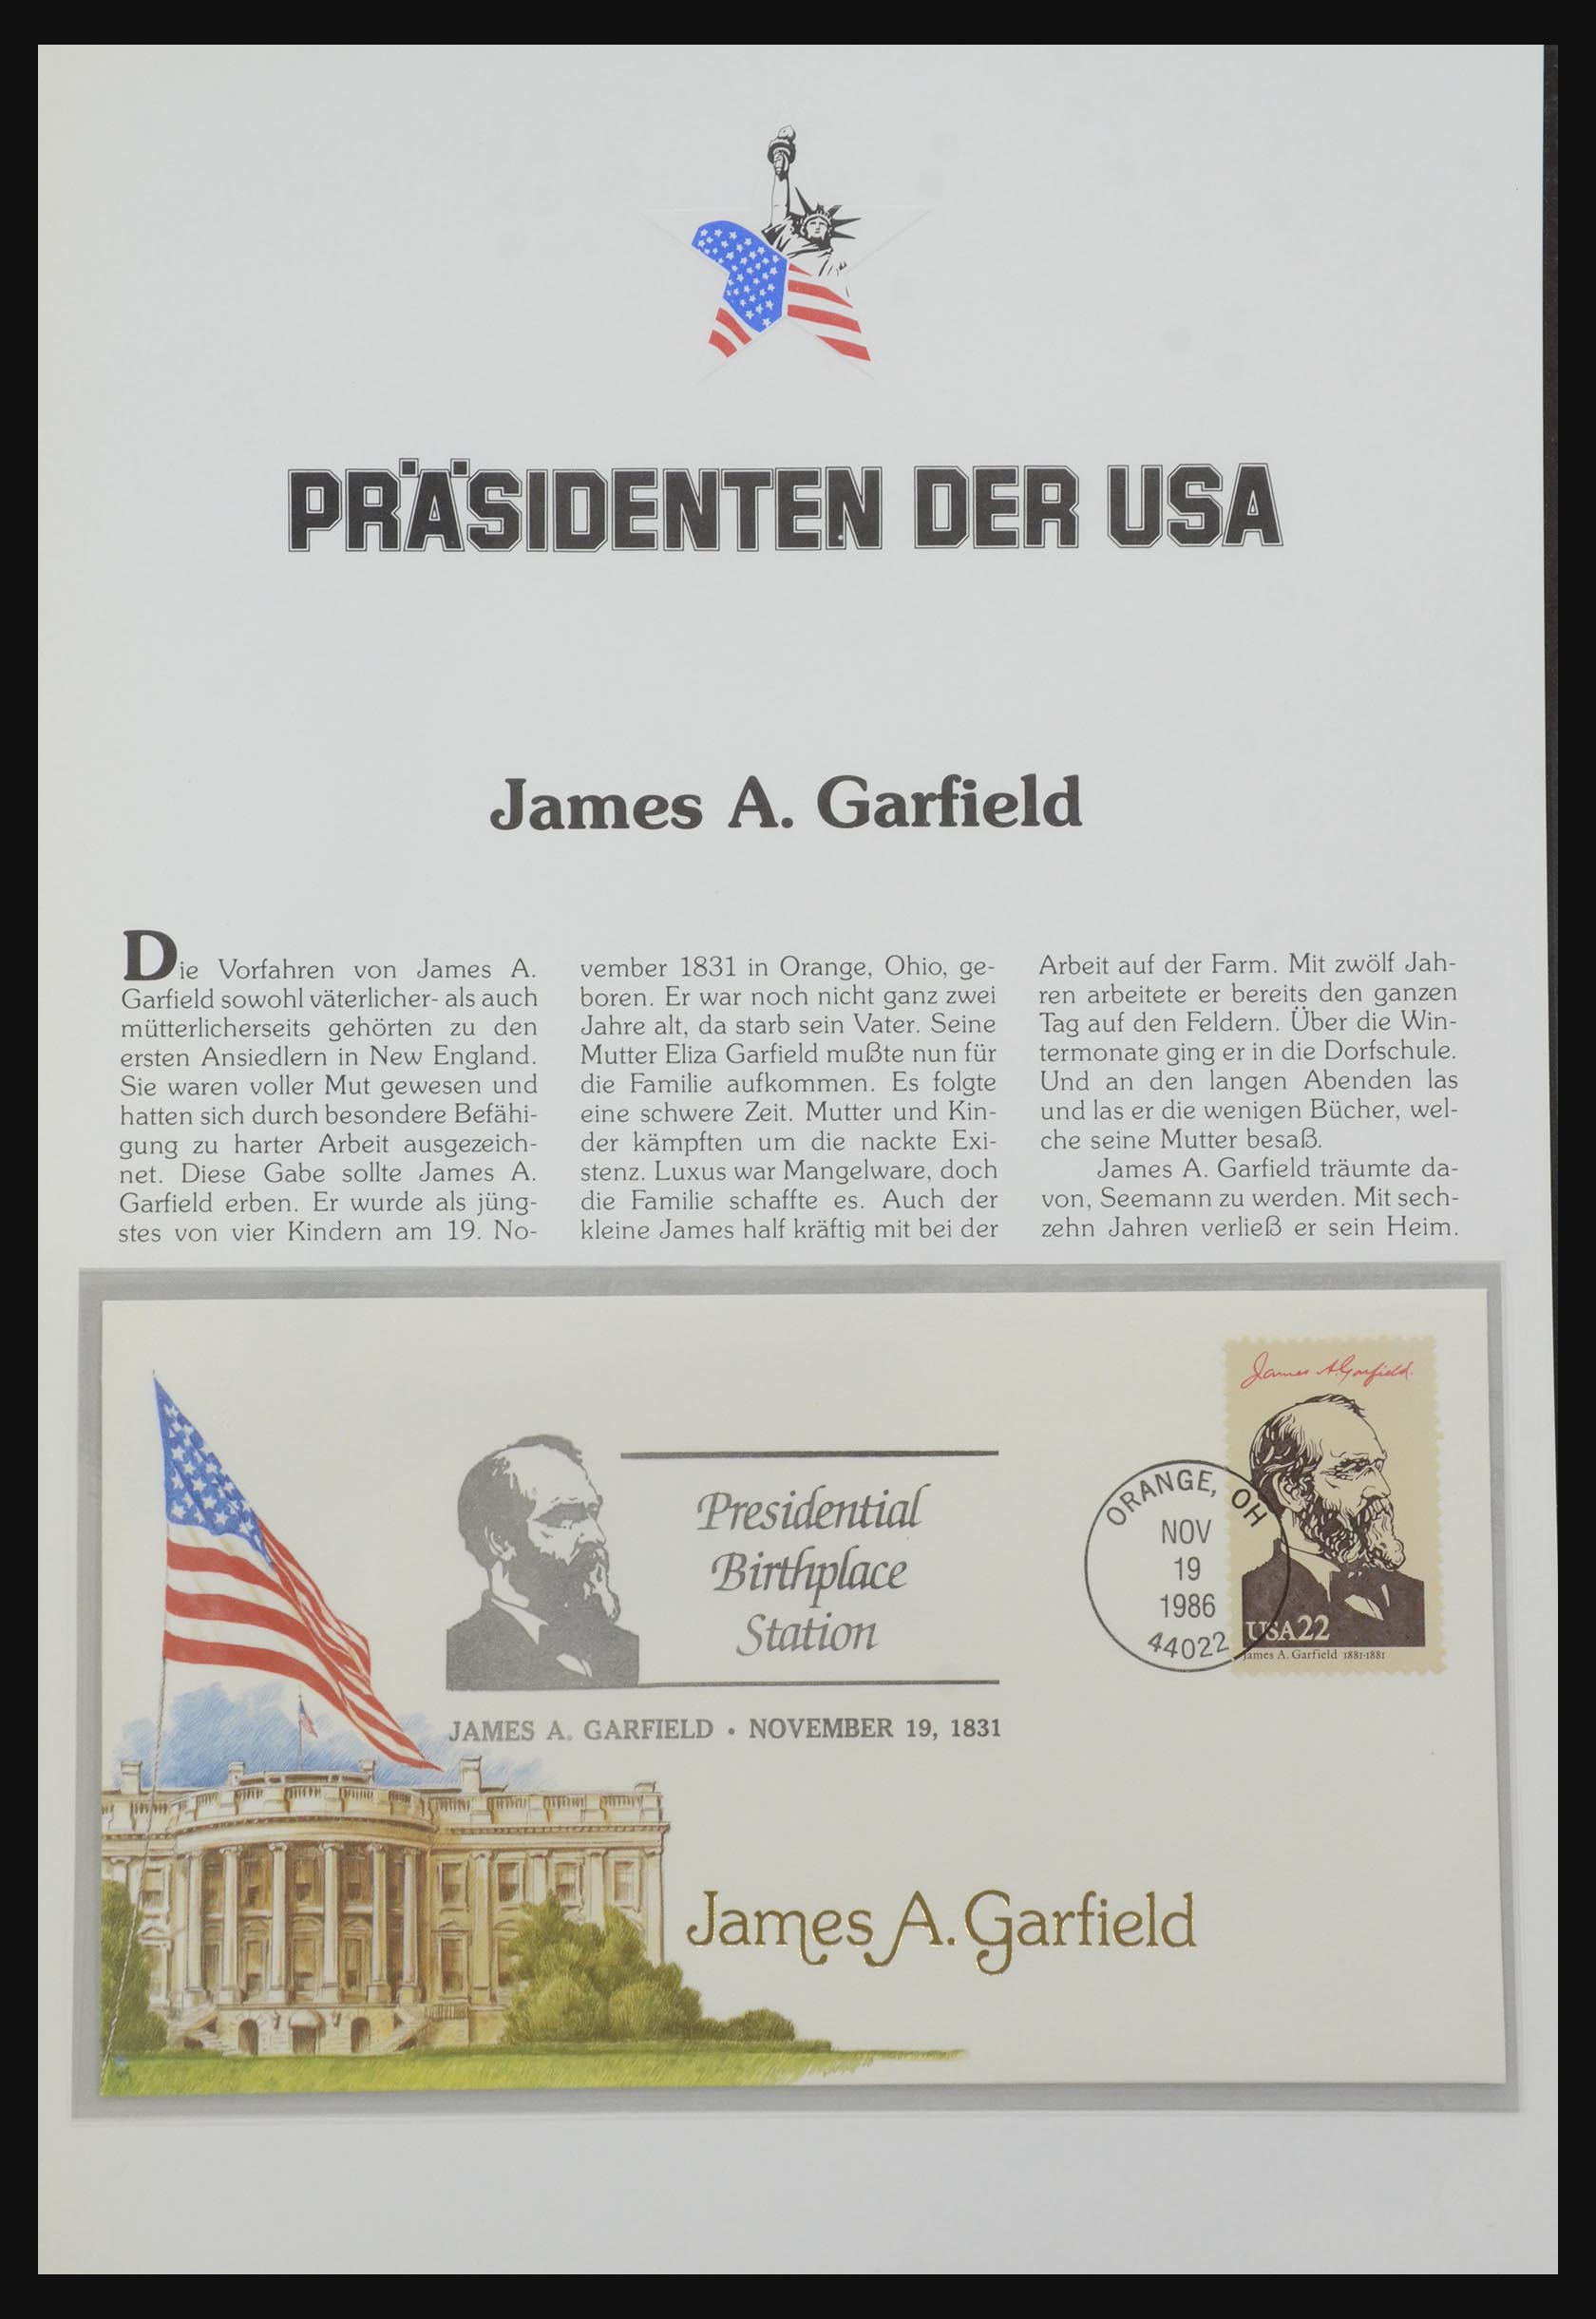 PRÄSIDENTEN DER USA
James A. Garfield
Die Vorfahren von James A.
Garfield sowohl väterlicher- als auch
mütterlicherseits gehörten zu den
ersten Ansiedlern in New England.
Sie waren voller Mut gewesen und
hatten sich durch besondere Befähi-
gung zu harter Arbeit ausgezeich-
net. Diese Gabe sollte James A.
Garfield erben. Er wurde als jüng-
stes von vier Kindern am 19. No-
vember 1831 in Orange, Ohio, ge-
boren. Er war noch nicht ganz zwei
Jahre alt, da starb sein Vater. Seine
Mutter Eliza Garfield mußte nun für
die Familie aufkommen. Es folgte
eine schwere Zeit. Mutter und Kin-
der kämpften um die nackte Exi-
stenz. Luxus war Mangelware, doch
die Familie schaffte es. Auch der
kleine James half kräftig mit bei der
Arbeit auf der Farm. Mit zwölf Jah-
ren arbeitete er bereits den ganzen
Tag auf den Feldern. Über die Win-
termonate ging er in die Dorfschule.
Und an den langen Abenden las
und las er die wenigen Bücher, wel-
che seine Mutter besaß.
James A. Garfield träumte da-
von, Seemann zu werden. Mit sech-
zehn Jahren verließ er sein Heim.
Presidential
Birthplace
Station
JAMES A. GARFIELD • NOVEMBER 19, 1831
ORANGE, OH
NOV
19
1986
44022
James A. Garfield.
USA22
James A. Garfield 1881-1881
James A. Garfield